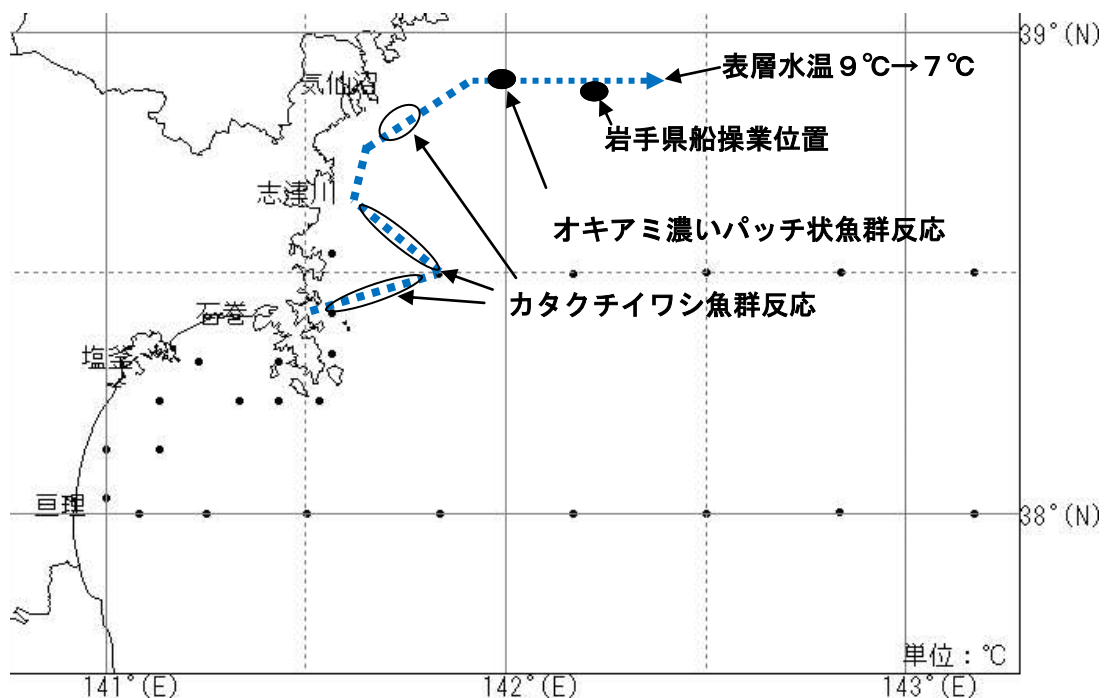 39°(N)
表層水温９℃→７℃
気仙沼
岩手県船操業位置
志津川
オキアミ濃いパッチ状魚群反応
カタクチイワシ魚群反応
石巻
塩釜
亘理
38°(N)
単位：℃
141°(E)
142°(E)
143°(E)